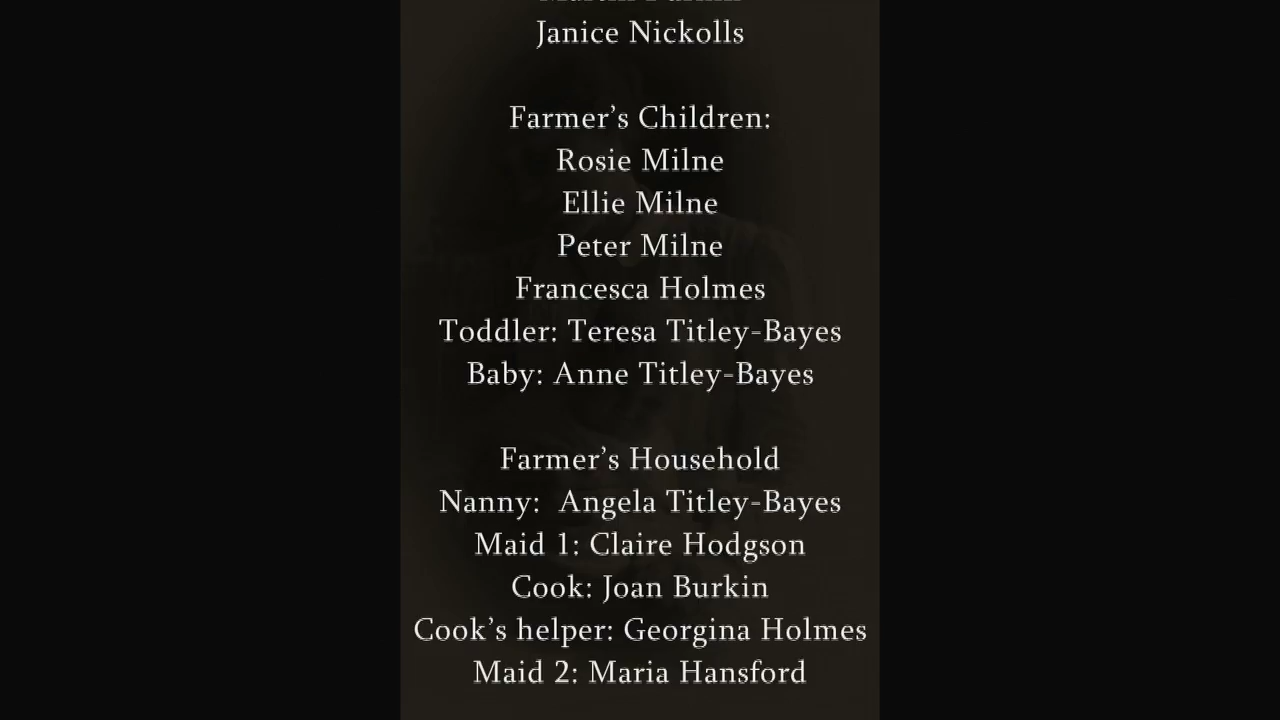 Janice Nickolls
Farmer's Children:
Rosie Milne
Ellie Milne
Peter Milne
Francesca Holmes
Toddler: Teresa Titley-Bayes
Baby: Anne Titley-Bayes
Farmer's Household
Nanny:  Angela Titley-Bayes
Maid 1: Claire Hodgson
Cook: Joan Burkin
Cook's helper: Georgina Holmes
Maid 2: Maria Hansford